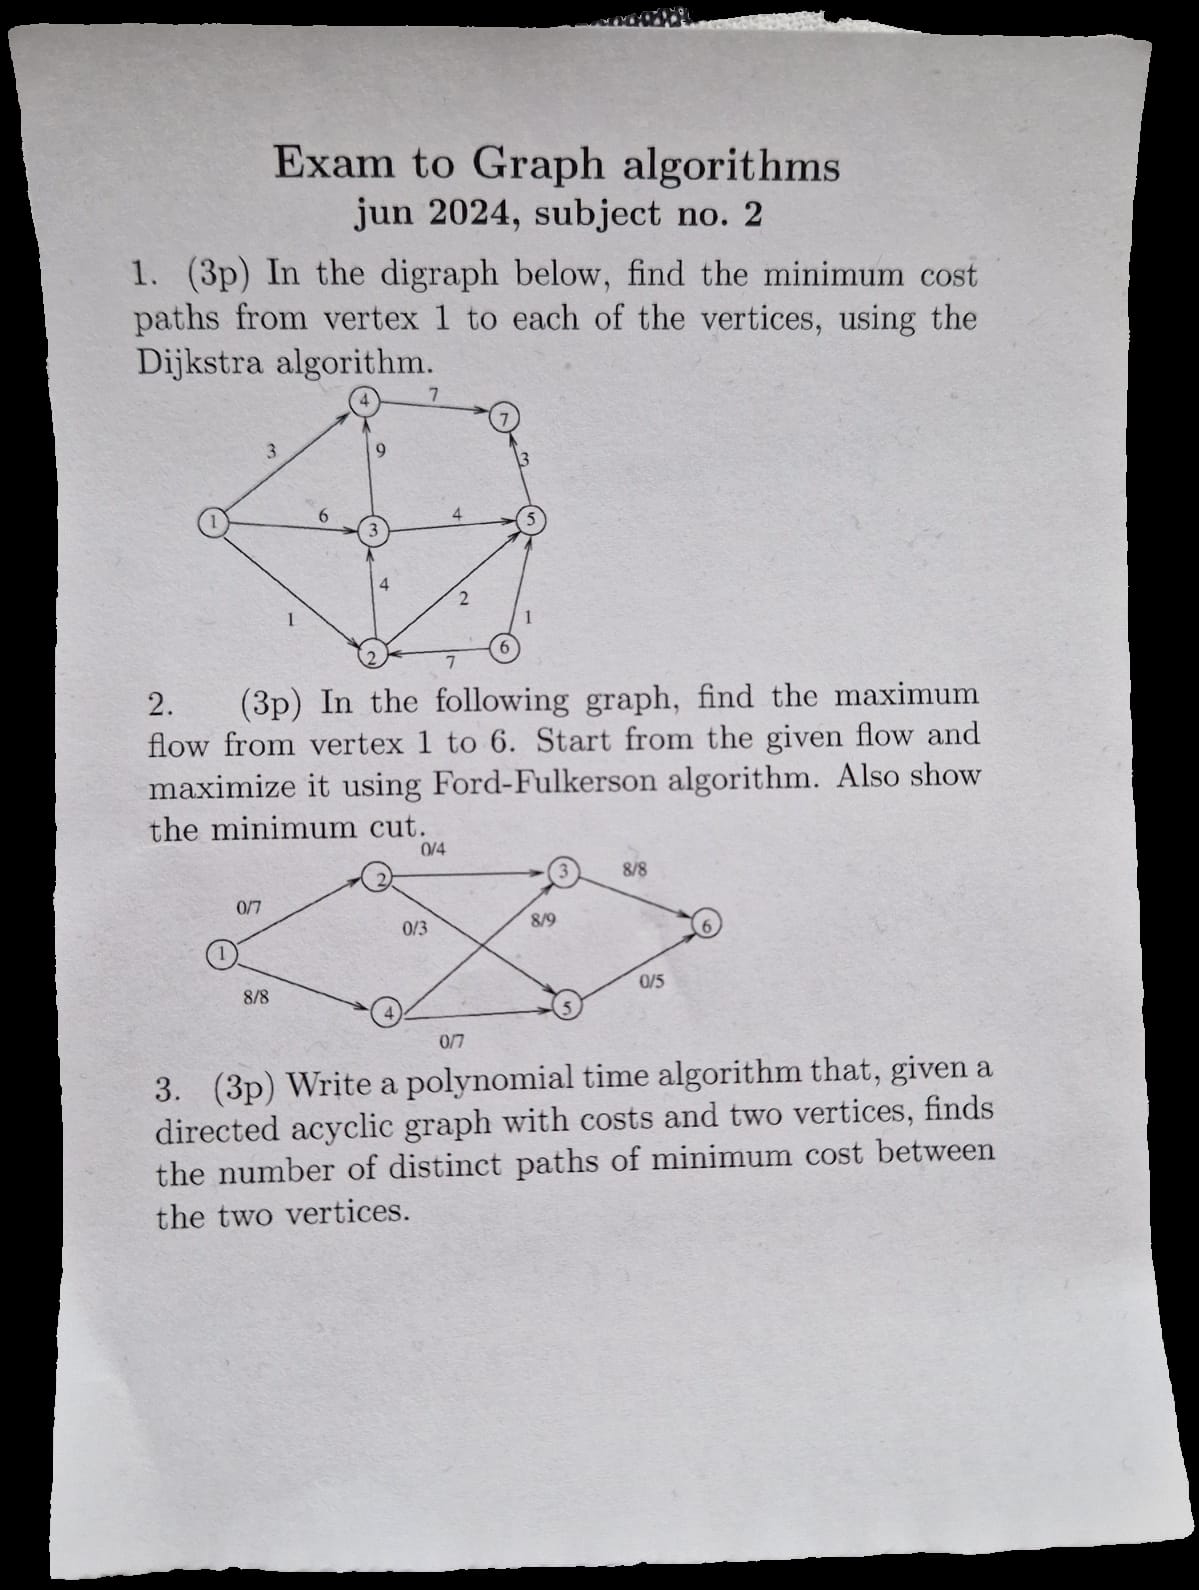 Exam to Graph algorithms
jun 2024, subject no. 2
1. (3p) In the digraph below, find the minimum cost
paths from vertex 1 to each of the vertices, using the
Dijkstra algorithm.
4 7 7
3 9 3
1 6 3 4 5
4
1 2 1
2 7 6
2. (3p) In the following graph, find the maximum
flow from vertex 1 to 6. Start from the given flow and
maximize it using Ford-Fulkerson algorithm. Also show
the minimum cut.
0/4
2 3 8/8
0/7 0/3 8/9 6
1
8/8 4 5 0/5
0/7
3. (3p) Write a polynomial time algorithm that, given a
directed acyclic graph with costs and two vertices, finds
the number of distinct paths of minimum cost between
the two vertices.